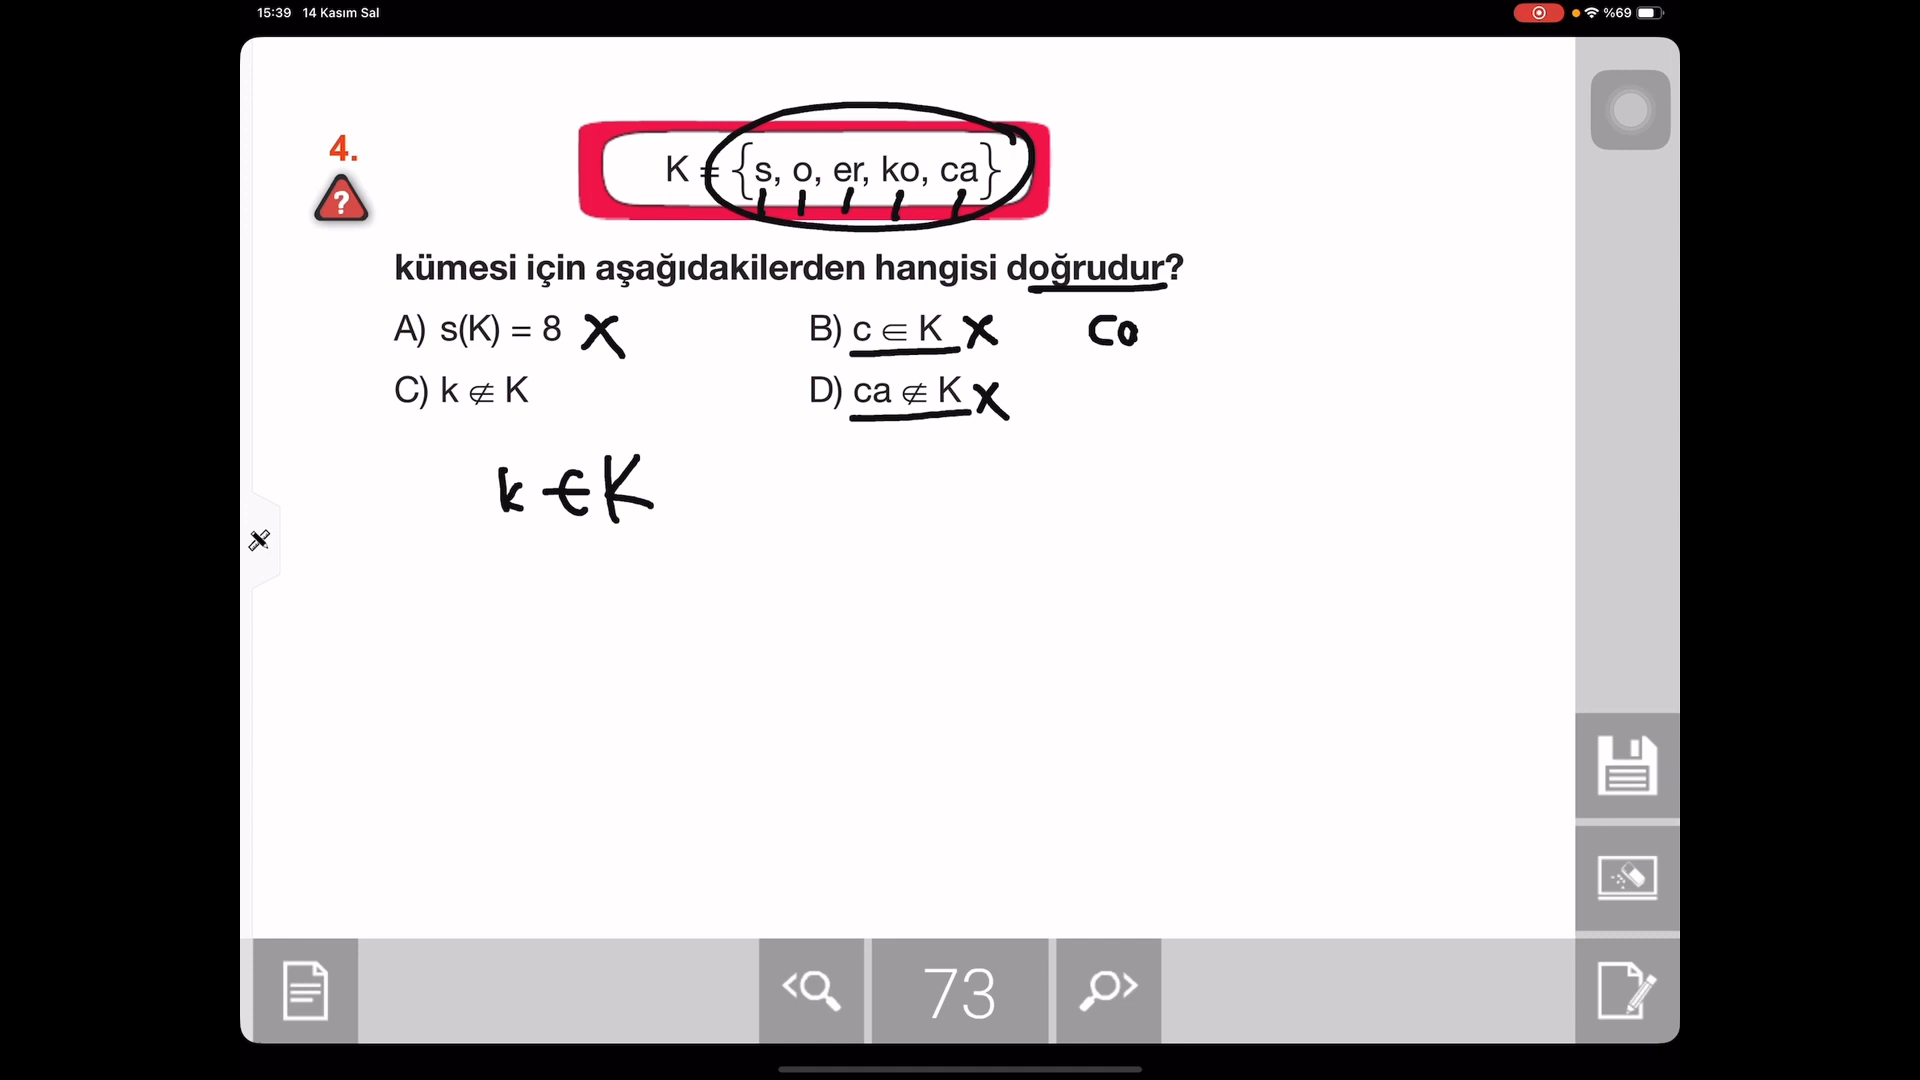 15:39 14 Kasım Sal %69
4.
K = {s, o, er, ko, ca}
?
kümesi için aşağıdakilerden hangisi doğrudur?
A) s(K) = 8 X B) c ∈ K X co
C) k ∉ K D) ca ∉ K X
k ∈ K
73